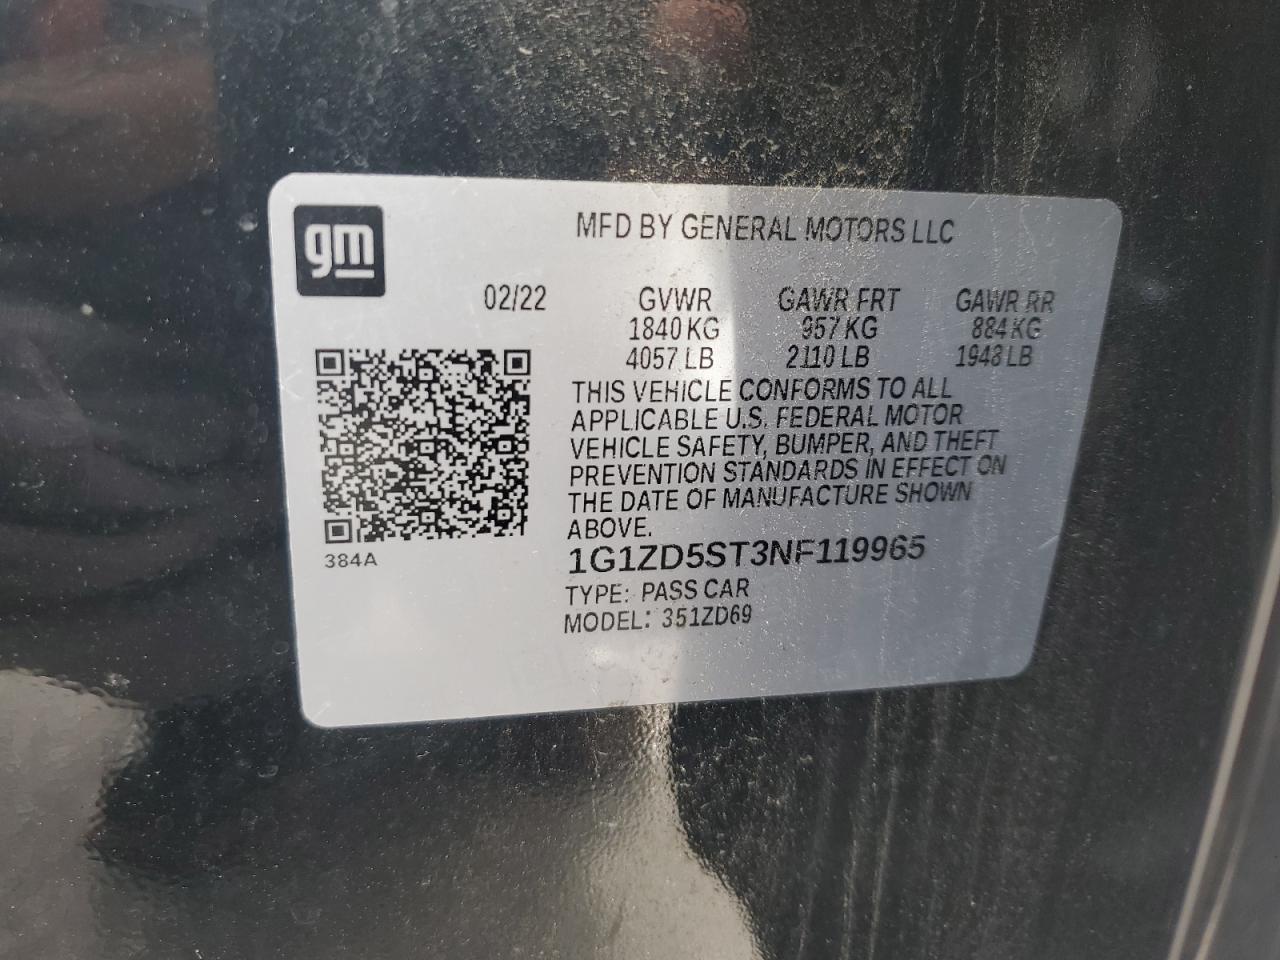 gm
MFD BY GENERAL MOTORS LLC
02/22 GVWR GAWR FRT GAWR RR
1840 KG 957 KG 884 KG
4057 LB 2110 LB 1948 LB
THIS VEHICLE CONFORMS TO ALL
APPLICABLE U.S. FEDERAL MOTOR
VEHICLE SAFETY, BUMPER, AND THEFT
PREVENTION STANDARDS IN EFFECT ON
THE DATE OF MANUFACTURE SHOWN
ABOVE.
384A
1G1ZD5ST3NF119965
TYPE: PASS CAR
MODEL: 351ZD69